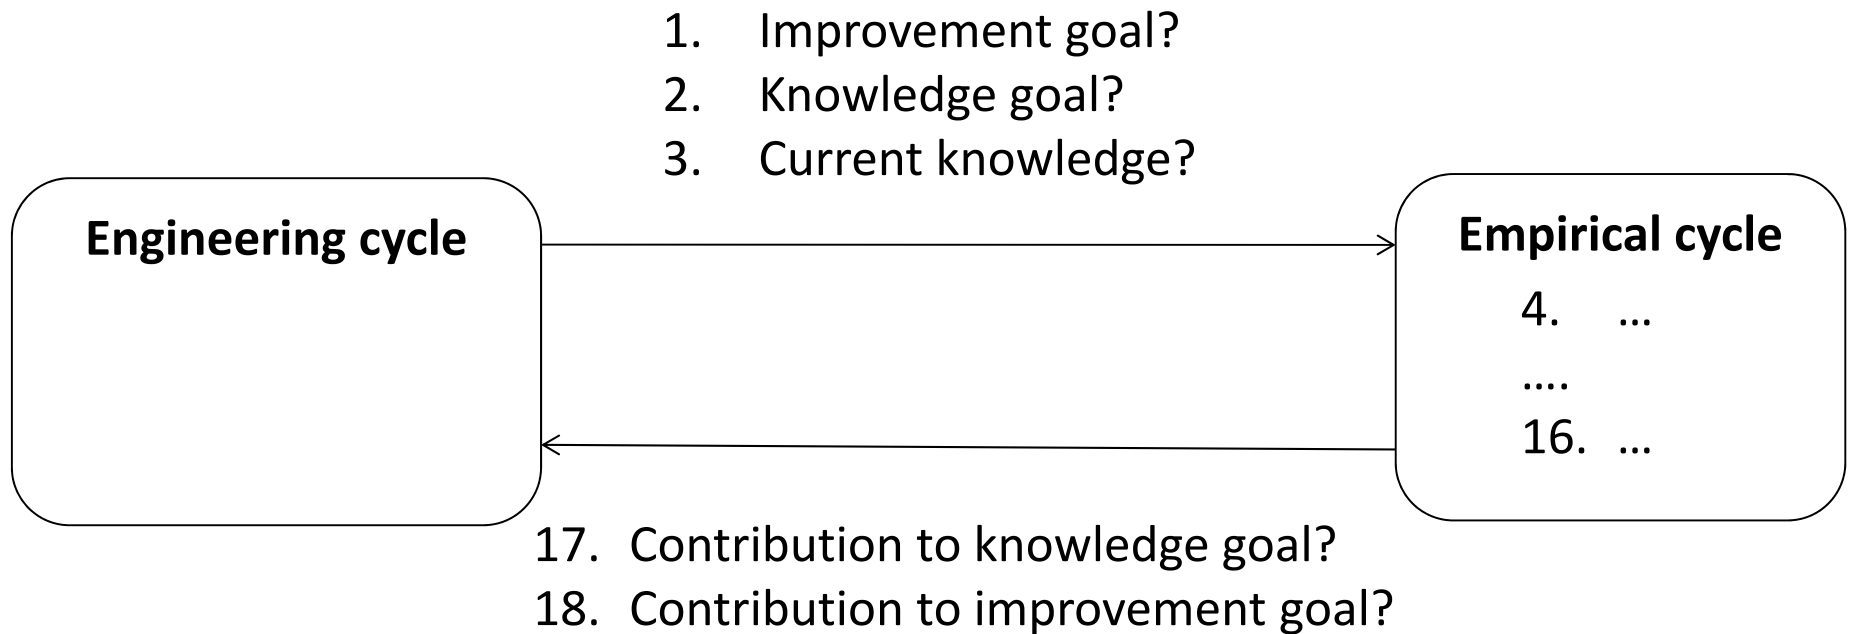 1. Improvement goal?
2. Knowledge goal?
3. Current knowledge?
Engineering cycle
Empirical cycle
4. ...
....
16. ...
17. Contribution to knowledge goal?
18. Contribution to improvement goal?